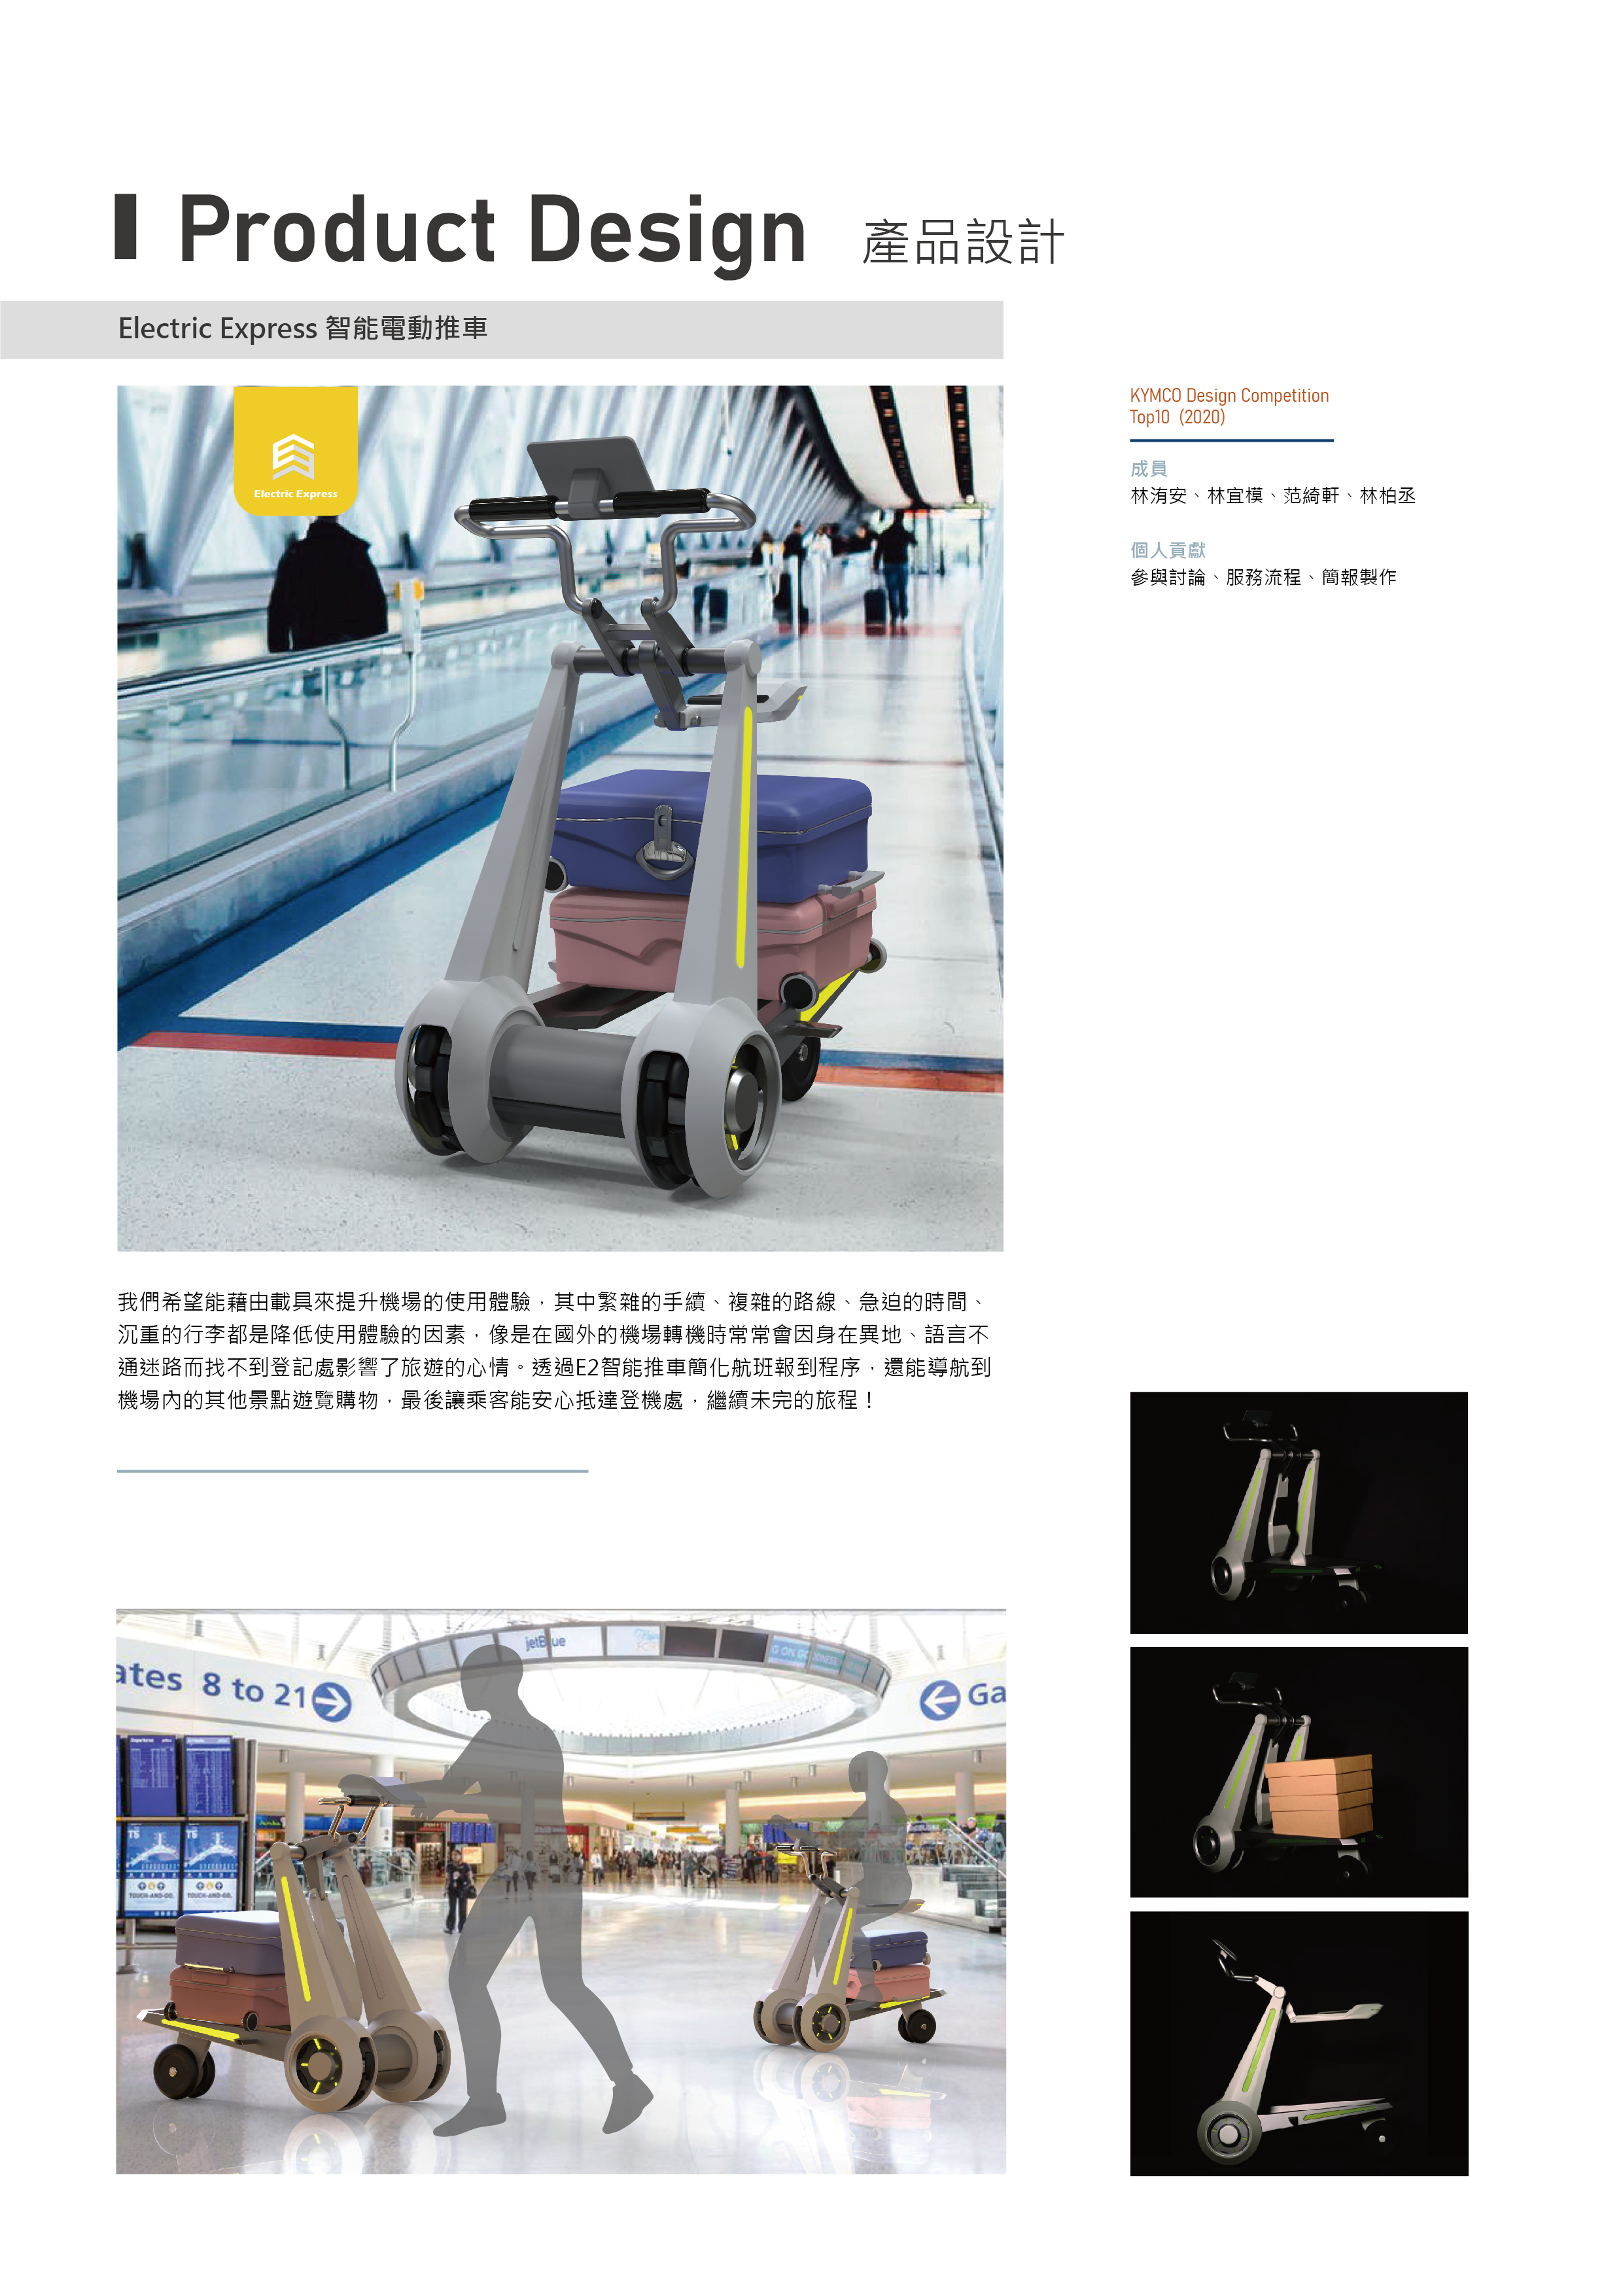 Product Design 產品設計
Electric Express 智能電動推車
Electric Express
KYMCO Design Competition
Top10 (2020)
成員
林洧安、林宜模、范綺軒、林柏丞
個人貢獻
參與討論、服務流程、簡報製作
我們希望能藉由載具來提升機場的使用體驗，其中繁雜的手續、複雜的路線、急迫的時間、
沉重的行李都是降低使用體驗的因素，像是在國外的機場轉機時常常會因身在異地、語言不
通迷路而找不到登記處影響了旅遊的心情。透過E2智能推車簡化航班報到程序，還能導航到
機場內的其他景點遊覽購物，最後讓乘客能安心抵達登機處，繼續未完的旅程！
jetBlue
ates 8 to 21
Ga
Departures
T5 T5
TOUCH-AND-GO. TOUCH-AND-GO.